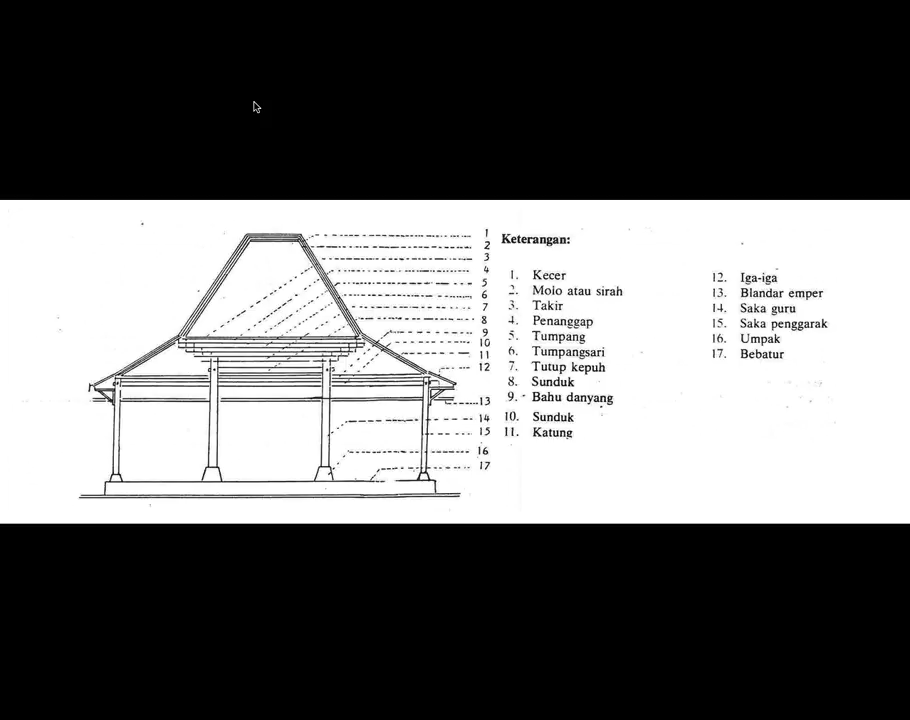 1
2
3
4
5
6
7
8
9
10
11
12
13
14
15
16
17
Keterangan:
1. Kecer
2. Molo atau sirah
3. Takir
4. Penanggap
5. Tumpang
6. Tumpangsari
7. Tutup kepuh
8. Sunduk
9. Bahu danyang
10. Sunduk
11. Katung
12. Iga-iga
13. Blandar emper
14. Saka guru
15. Saka penggarak
16. Umpak
17. Bebatur